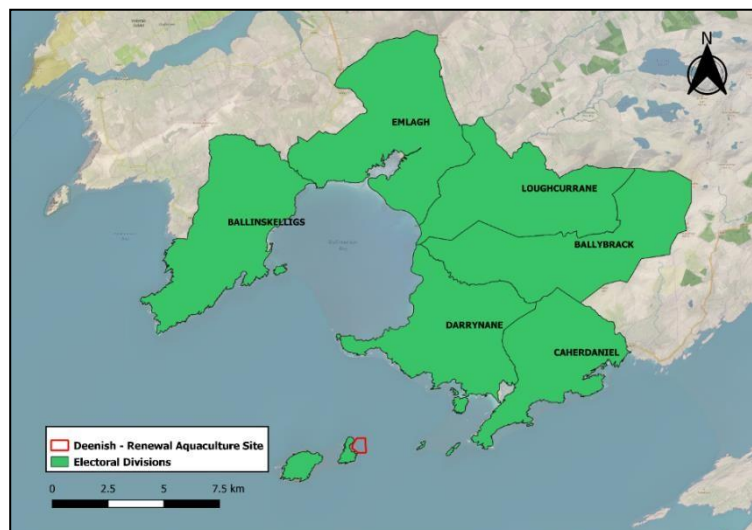 N
EMLAGH
LOUGHCURRANE
BALLINSKELLIGS
BALLYBRACK
DARRYNANE
CAHERDANIEL
Deenish - Renewal Aquaculture Site
Electoral Divisions
0 2.5 5 7.5 km